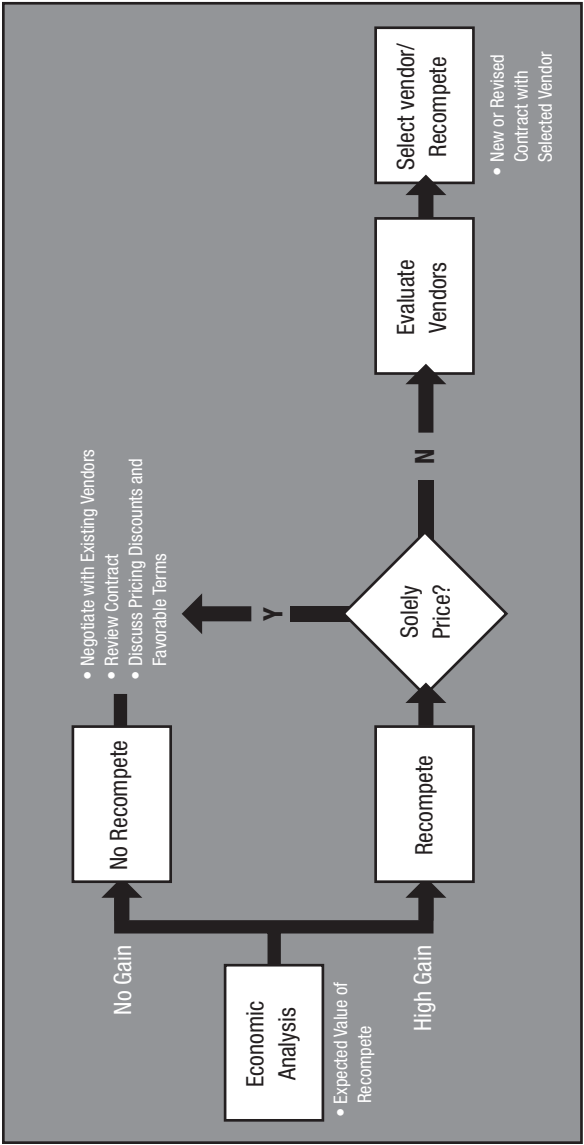 Economic
Analysis
• Expected Value of
Recompete
No Gain
No Recompete
• Negotiate with Existing Vendors
• Review Contract
• Discuss Pricing Discounts and
Favorable Terms
High Gain
Recompete
Solely
Price?
Y
N
Evaluate
Vendors
Select vendor/
Recompete
• New or Revised
Contract with
Selected Vendor